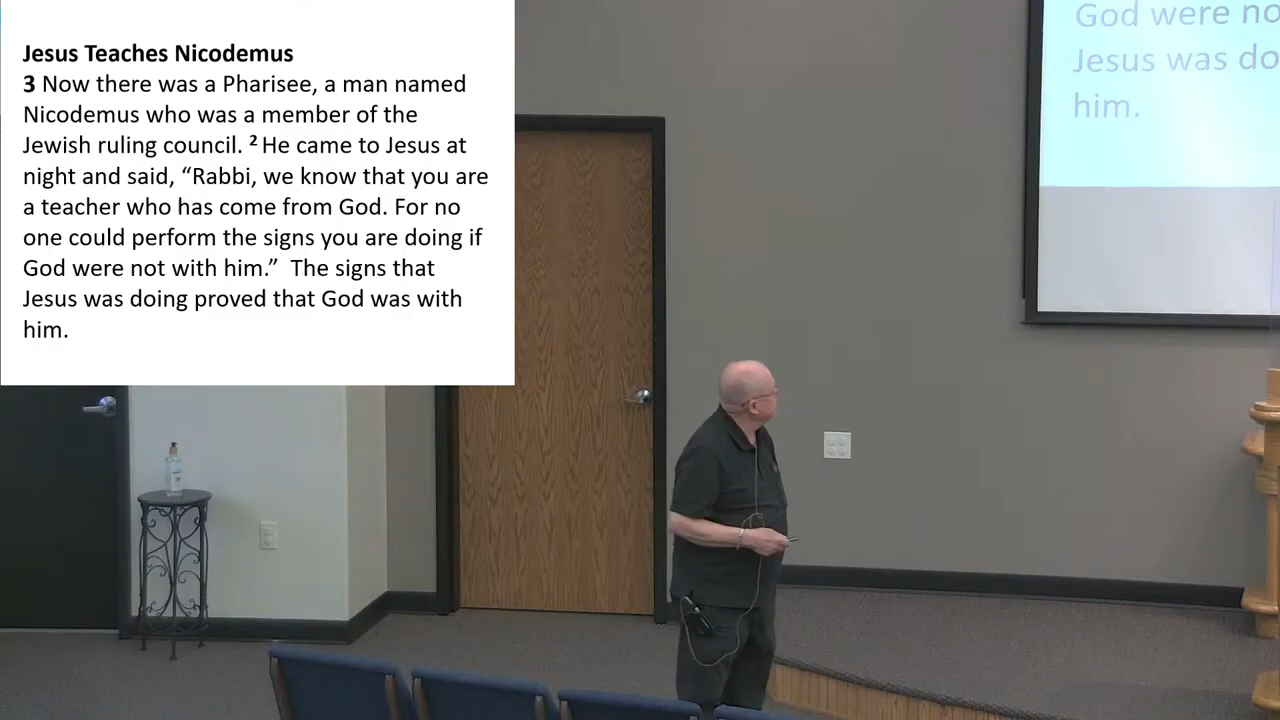 Jesus Teaches Nicodemus
3 Now there was a Pharisee, a man named
Nicodemus who was a member of the
Jewish ruling council. 2 He came to Jesus at
night and said, “Rabbi, we know that you are
a teacher who has come from God. For no
one could perform the signs you are doing if
God were not with him.”  The signs that
Jesus was doing proved that God was with
him.
God were no
Jesus was do
him.